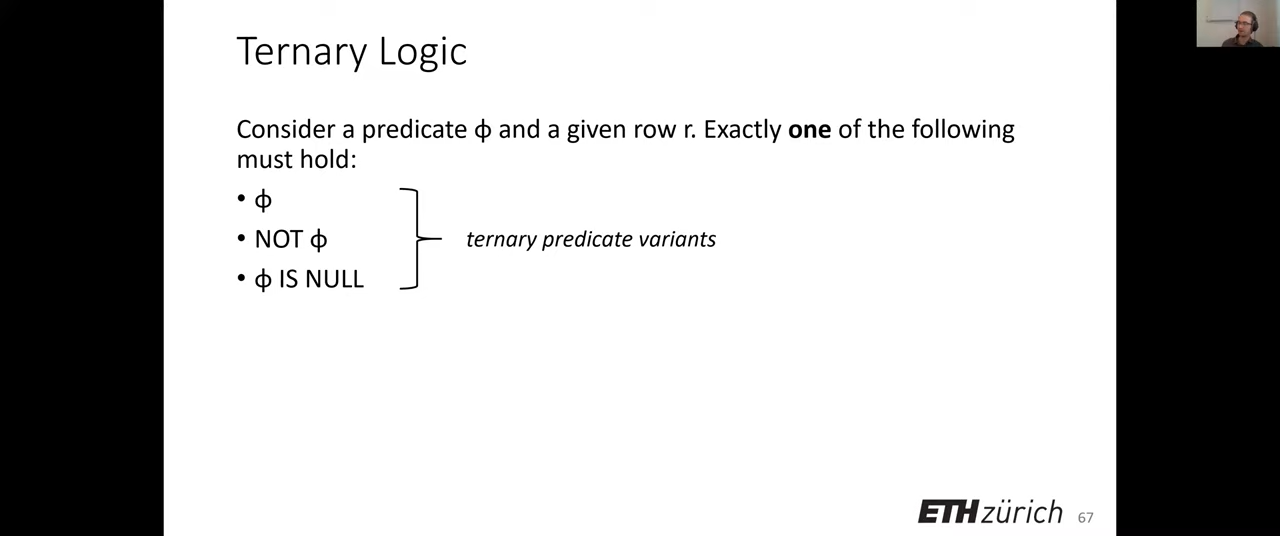 Ternary Logic
Consider a predicate ϕ and a given row r. Exactly one of the following
must hold:
• ϕ
• NOT ϕ
• ϕ IS NULL
ternary predicate variants
ETH zürich 67